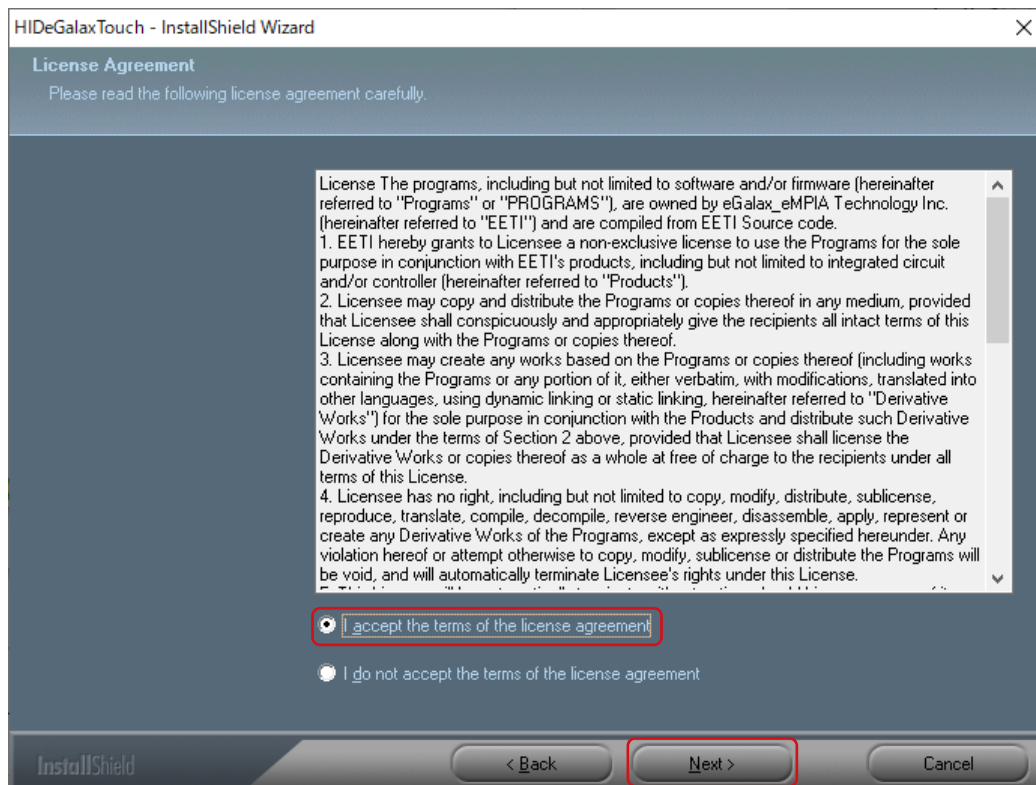 HIDeGalaxTouch - InstallShield Wizard
License Agreement
Please read the following license agreement carefully.
License The programs, including but not limited to software and/or firmware (hereinafter
referred to "Programs" or "PROGRAMS"), are owned by eGalax_eMPIA Technology Inc.
(hereinafter referred to "EETI") and are compiled from EETI Source code.
1. EETI hereby grants to Licensee a non-exclusive license to use the Programs for the sole
purpose in conjunction with EETI's products, including but not limited to integrated circuit
and/or controller (hereinafter referred to "Products").
2. Licensee may copy and distribute the Programs or copies thereof in any medium, provided
that Licensee shall conspicuously and appropriately give the recipients all intact terms of this
License along with the Programs or copies thereof.
3. Licensee may create any works based on the Programs or copies thereof (including works
containing the Programs or any portion of it, either verbatim, with modifications, translated into
other languages, using dynamic linking or static linking, hereinafter referred to "Derivative
Works") for the sole purpose in conjunction with the Products and distribute such Derivative
Works under the terms of Section 2 above, provided that Licensee shall license the
Derivative Works or copies thereof as a whole at free of charge to the recipients under all
terms of this License.
4. Licensee has no right, including but not limited to copy, modify, distribute, sublicense,
reproduce, translate, compile, decompile, reverse engineer, disassemble, apply, represent or
create any Derivative Works of the Programs, except as expressly specified hereunder. Any
violation hereof or attempt otherwise to copy, modify, sublicense or distribute the Programs will
be void, and will automatically terminate Licensee's rights under this License.
I accept the terms of the license agreement
I do not accept the terms of the license agreement
InstallShield
< Back
Next >
Cancel